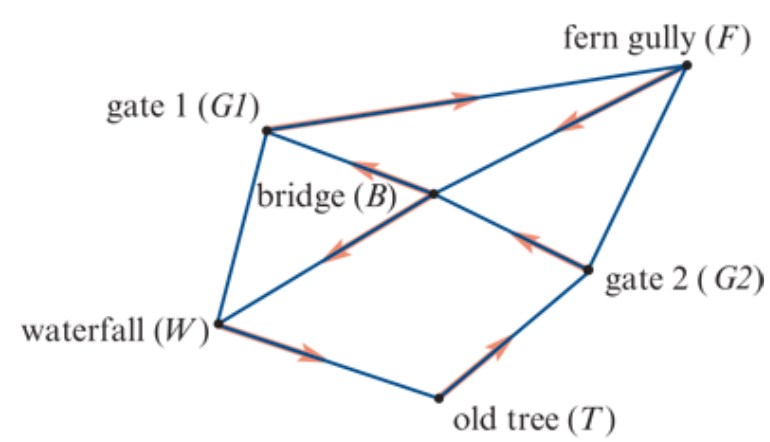 fern gully (F)
gate 1 (G1)
bridge (B)
gate 2 ( G2)
waterfall (W)
old tree (T)